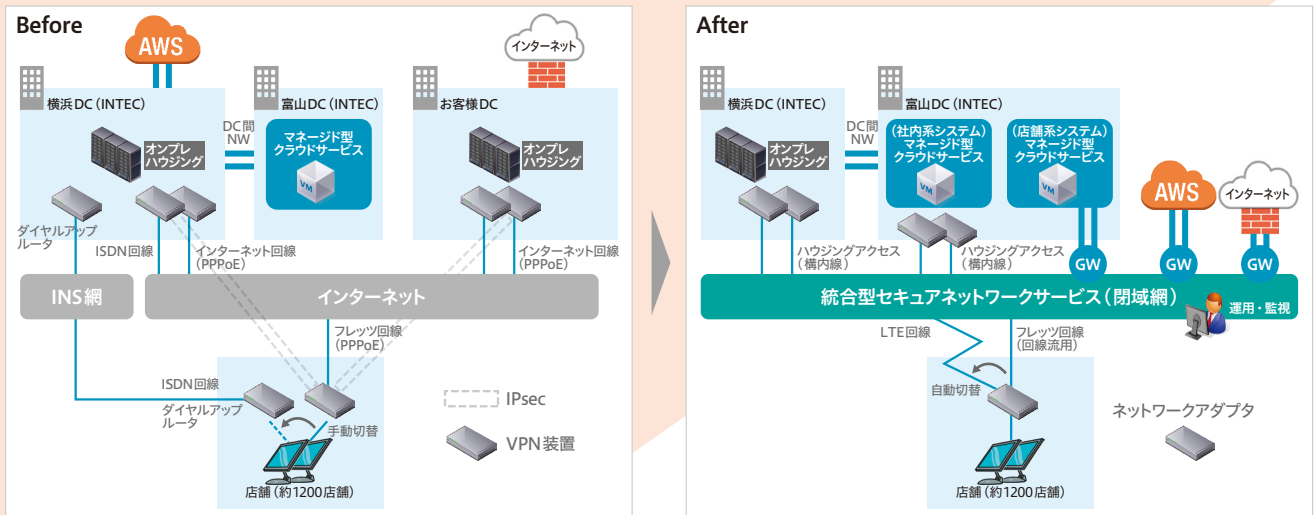 Before
AWS
インターネット
横浜DC（INTEC）
富山DC（INTEC）
お客様DC
オンプレ
ハウジング
DC間
NW
マネージド型
クラウドサービス
VM
オンプレ
ハウジング
ダイヤルアップ
ルータ
ISDN回線
インターネット回線
（PPPoE）
インターネット回線
（PPPoE）
INS網
インターネット
フレッツ回線
（PPPoE）
ISDN回線
ダイヤルアップ
ルータ
手動切替
店舗（約1200店舗）
IPsec
VPN装置
After
横浜DC（INTEC）
富山DC（INTEC）
オンプレ
ハウジング
DC間
NW
（社内系システム）
マネージド型
クラウドサービス
VM
（店舗系システム）
マネージド型
クラウドサービス
VM
AWS
インターネット
ハウジングアクセス
（構内線）
ハウジングアクセス
（構内線）
GW
GW
GW
統合型セキュアネットワークサービス（閉域網）
運用・監視
LTE回線
フレッツ回線
（回線流用）
自動切替
店舗（約1200店舗）
ネットワークアダプタ